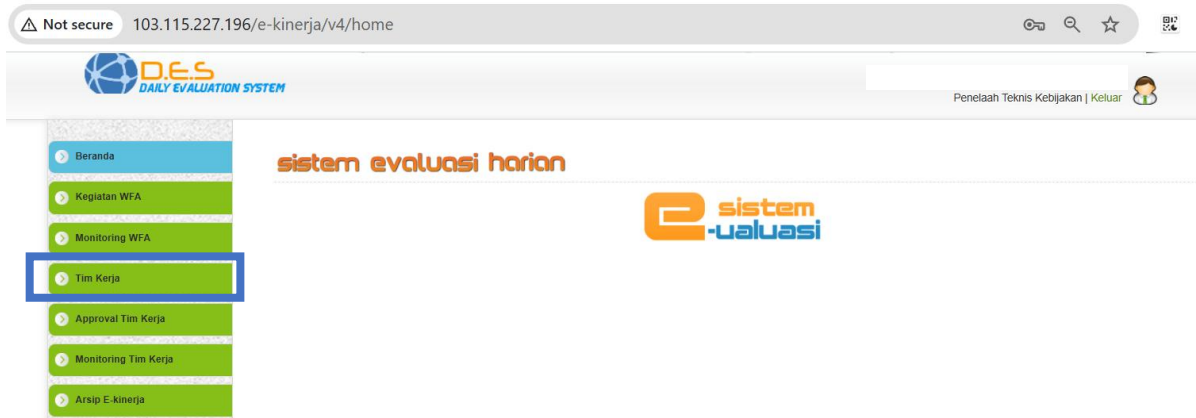 Not secure 103.115.227.196/e-kinerja/v4/home
D.E.S
DAILY EVALUATION SYSTEM
Penelaah Teknis Kebijakan | Keluar
Beranda
Kegiatan WFA
Monitoring WFA
Tim Kerja
Approval Tim Kerja
Monitoring Tim Kerja
Arsip E-kinerja
sistem evaluasi harian
e sistem
-valuasi